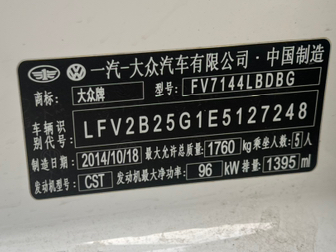 一汽-大众汽车有限公司·中国制造
商标: 大众牌 型号: FV7144LBDBG
车辆识别代号: LFV2B25G1E5127248
制造日期 2014/10/18 最大允许总质量 1760 kg 乘坐人数: 5 人
发动机型号: CST 发动机最大净功率 96 kW 排量 1395 ml